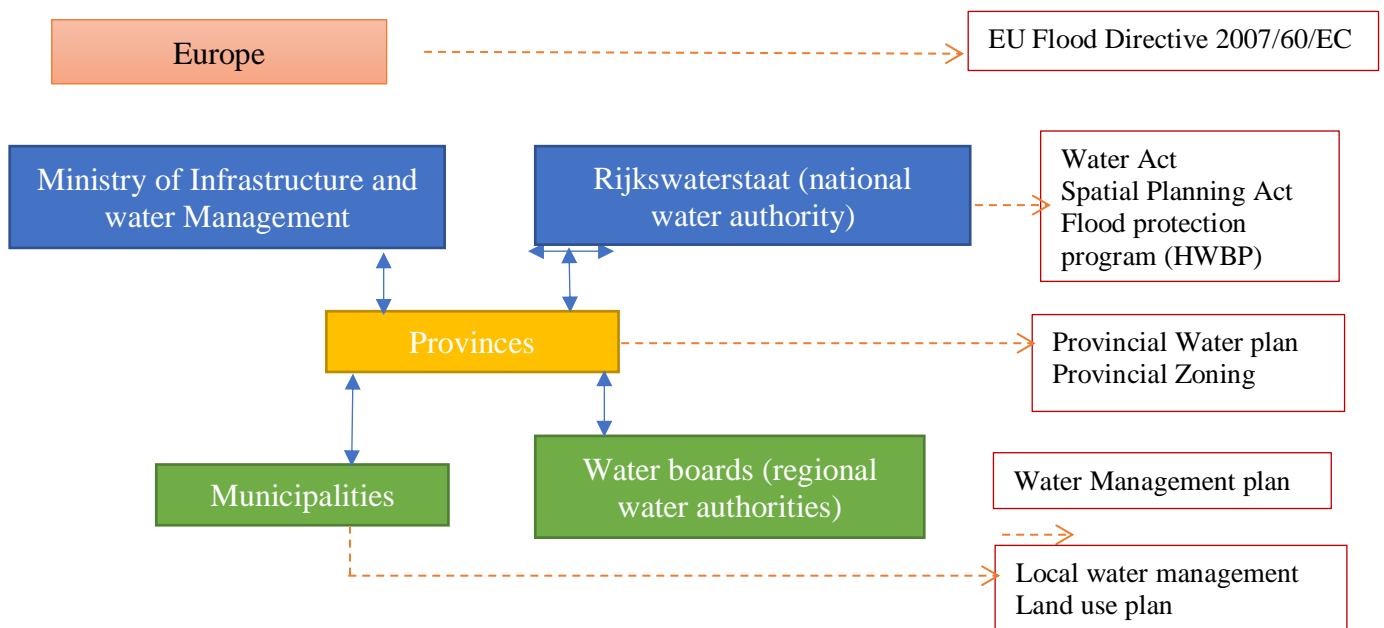 Europe
EU Flood Directive 2007/60/EC
Ministry of Infrastructure and
water Management
Rijkswaterstaat (national
water authority)
Water Act
Spatial Planning Act
Flood protection
program (HWBP)
Provinces
Provincial Water plan
Provincial Zoning
Municipalities
Water boards (regional
water authorities)
Water Management plan
Local water management
Land use plan